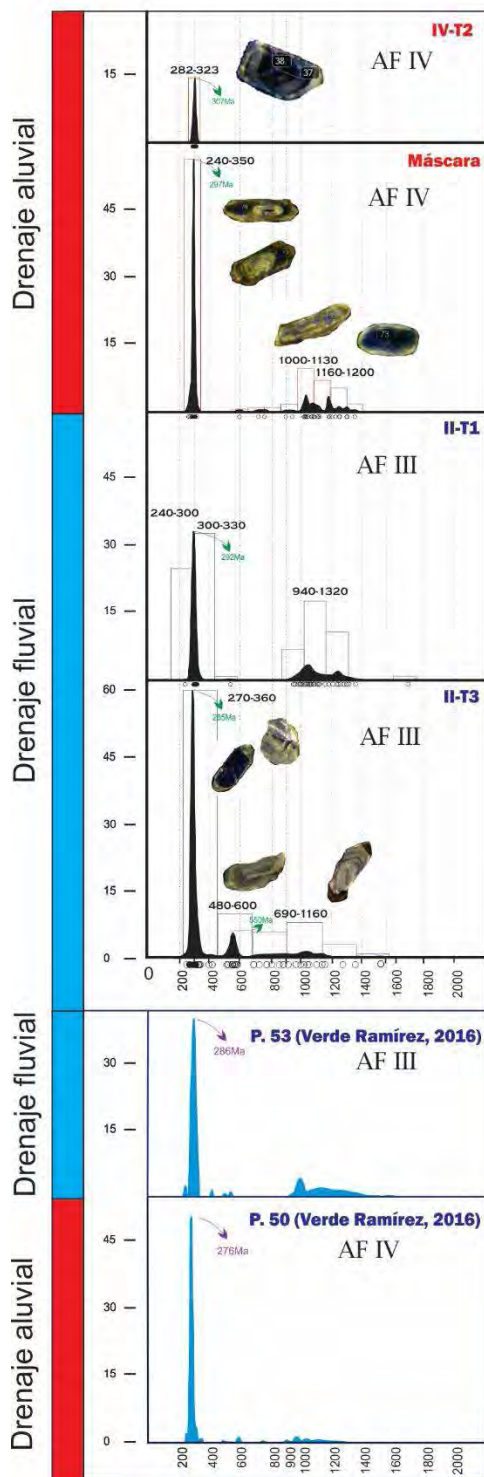 Drenaje aluvial
IV-T2
AF IV
38
37
15
282-323
307Ma
Máscara
AF IV
240-350
297Ma
45
30
15
73
1000-1130
1160-1200
Drenaje fluvial
II-T1
AF III
45
30
15
240-300
300-330
292Ma
940-1320
II-T3
AF III
60
45
30
15
0
270-360
285Ma
480-600
550Ma
690-1160
0 200 400 600 800 900 1000 1200 1400 1600 1800 2000
Drenaje fluvial
P. 53 (Verde Ramírez, 2016)
AF III
30
15
286Ma
Drenaje aluvial
P. 50 (Verde Ramírez, 2016)
AF IV
45
30
15
0
276Ma
200 400 600 800 900 1000 1200 1400 1600 1800 2000